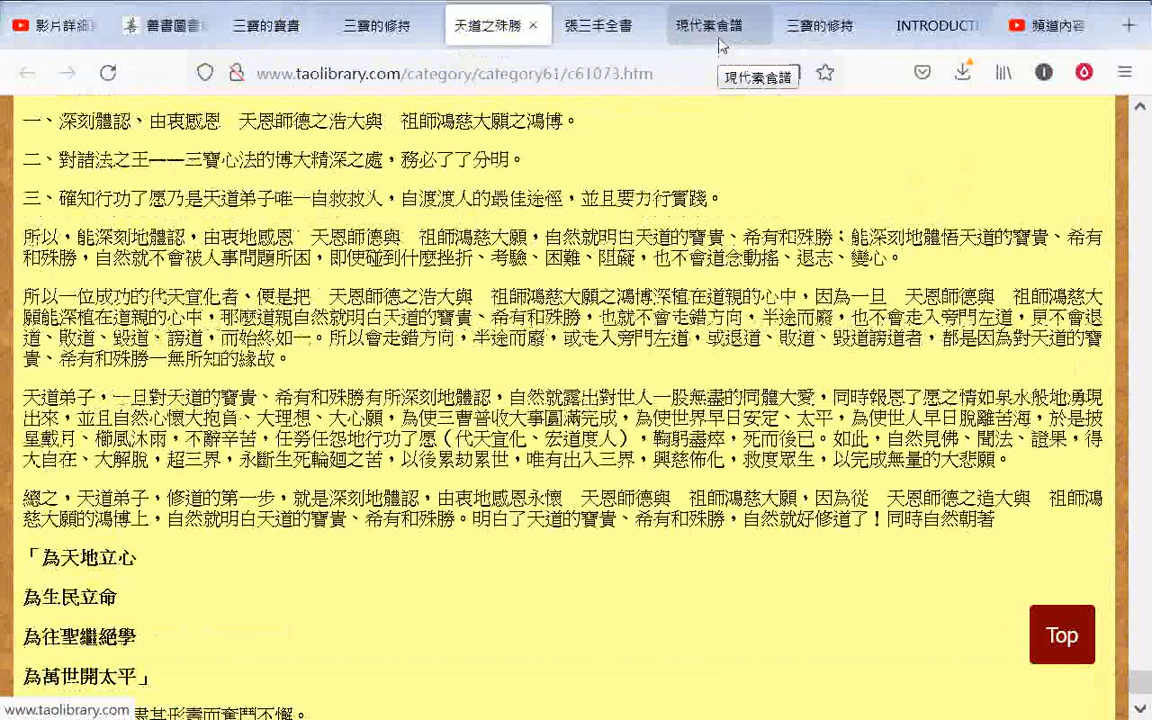 影片詳細
善書圖書
三寶的寶貴
三寶的修持
天道之殊勝
張三丰全書
現代素食譜
三寶的修持
INTRODUCTI
頻道內容
www.taolibrary.com/category/category61/c61073.htm
現代素食譜
一、深刻體認、由衷感恩　天恩師德之浩大與　祖師鴻慈大願之鴻博。
二、對諸法之王——三寶心法的博大精深之處，務必了了分明。
三、確知行功了愿乃是天道弟子唯一自救救人，自渡渡人的最佳途徑，並且要力行實踐。
所以，能深刻地體認，由衷地感恩　天恩師德與　祖師鴻慈大願，自然就明白天道的寶貴、希有和殊勝；能深刻地體悟天道的寶貴、希有
和殊勝，自然就不會被人事問題所困，即使碰到什麼挫折、考驗、困難、阻礙，也不會道念動搖、退志、變心。
所以一位成功的代天宣化者、便是把　天恩師德之浩大與　祖師鴻慈大願之鴻博深植在道親的心中，因為一旦　天恩師德與　祖師鴻慈大
願能深植在道親的心中，那麼道親自然就明白天道的寶貴、希有和殊勝，也就不會走錯方向，半途而廢，也不會走入旁門左道，更不會退
道、敗道、毀道、謗道，而始終如一。所以會走錯方向，半途而廢，或走入旁門左道，或退道、敗道、毀道謗道者，都是因為對天道的寶
貴、希有和殊勝一無所知的緣故。
天道弟子，一旦對天道的寶貴、希有和殊勝有所深刻地體認，自然就露出對世人一股無盡的同體大愛，同時報恩了愿之情如泉水般地湧現
出來，並且自然心懷大抱負、大理想、大心願，為使三曹普收大事圓滿完成，為使世界早日安定、太平，為使世人早日脫離苦海，於是披
星戴月、櫛風沐雨，不辭辛苦，任勞任怨地行功了愿（代天宣化、宏道度人），鞠躬盡瘁，死而後已。如此，自然見佛、聞法、證果，得
大自在、大解脫，超三界，永斷生死輪廻之苦，以後累劫累世，唯有出入三界，興慈佈化，救度眾生，以完成無量的大悲願。
總之，天道弟子，修道的第一步，就是深刻地體認，由衷地感恩永懷　天恩師德與　祖師鴻慈大願，因為從　天恩師德之造大與　祖師鴻
慈大願的鴻博上，自然就明白天道的寶貴、希有和殊勝。明白了天道的寶貴、希有和殊勝，自然就好修道了！同時自然朝著
「為天地立心
為生民立命
為往聖繼絕學
為萬世開太平」
Top
www.taolibrary.com
盡其形壽而奮鬥不懈。